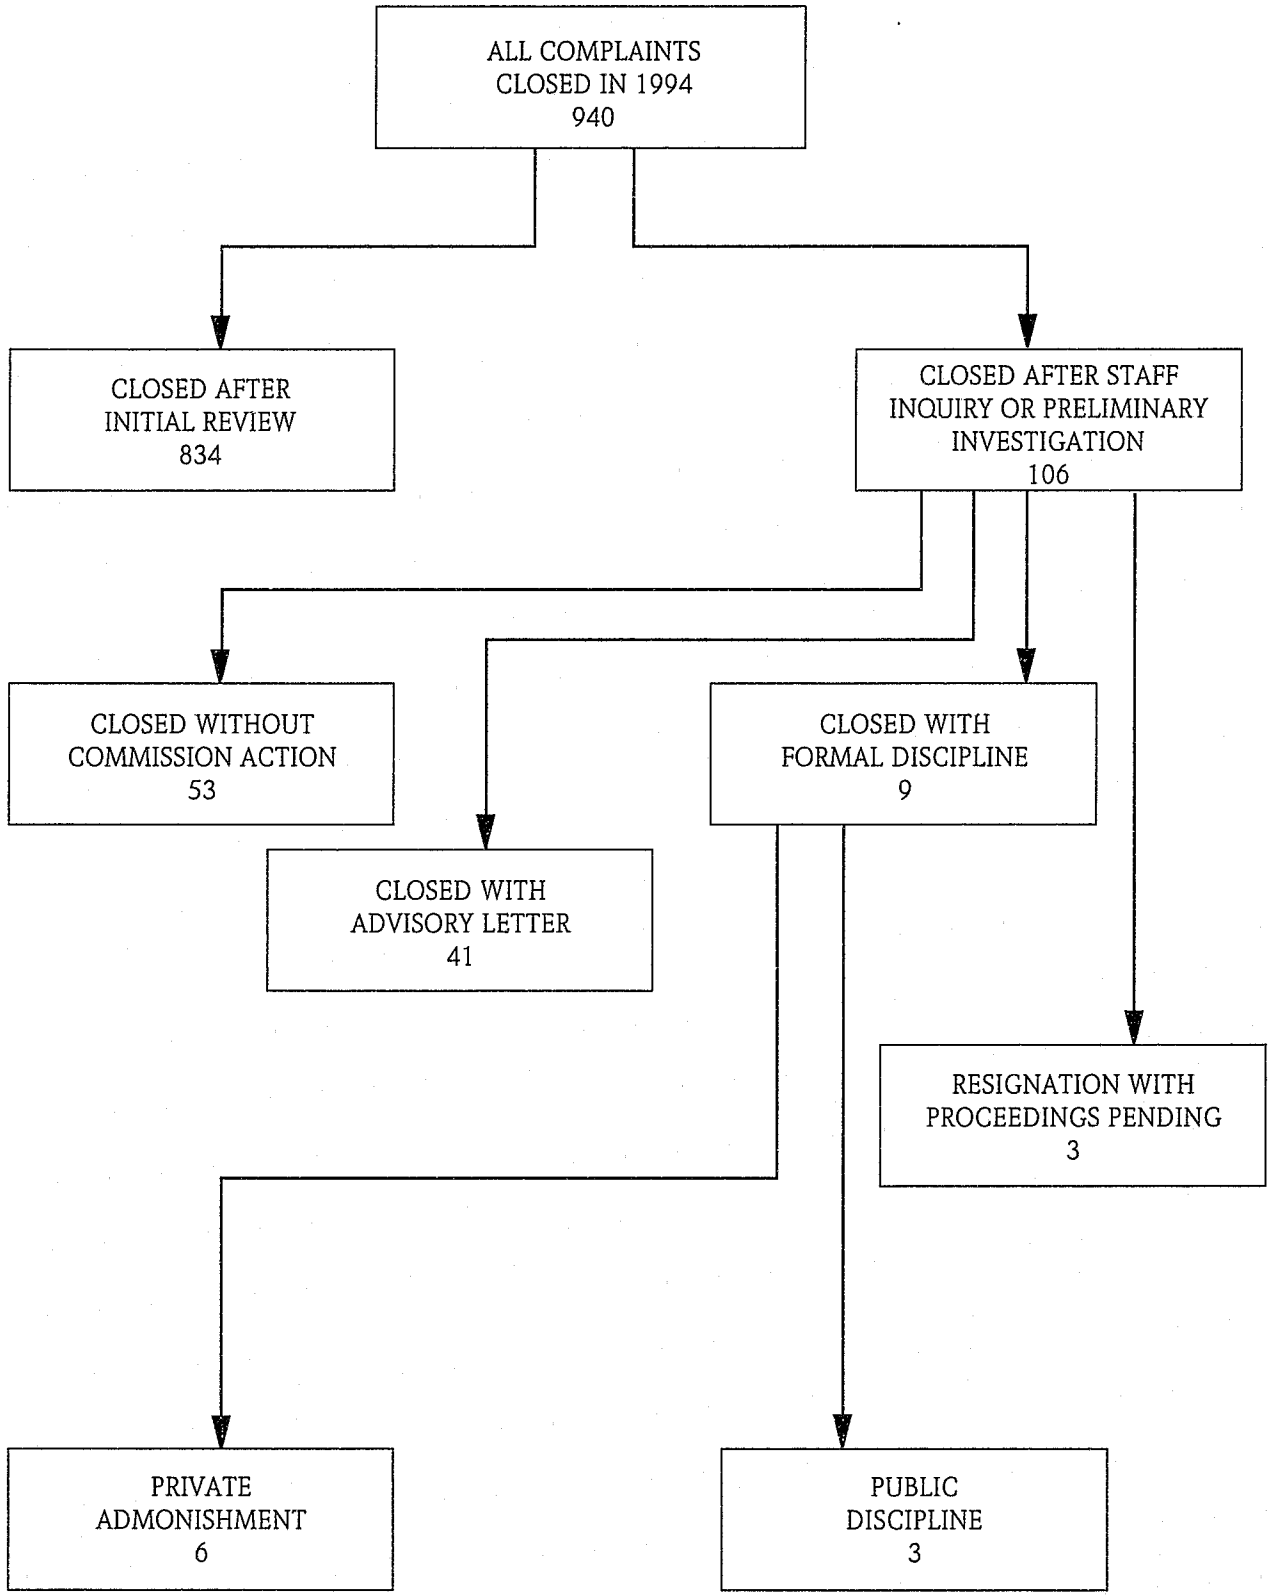 ALL COMPLAINTS
CLOSED IN 1994
940
CLOSED AFTER
INITIAL REVIEW
834
CLOSED AFTER STAFF
INQUIRY OR PRELIMINARY
INVESTIGATION
106
CLOSED WITHOUT
COMMISSION ACTION
53
CLOSED WITH
ADVISORY LETTER
41
CLOSED WITH
FORMAL DISCIPLINE
9
RESIGNATION WITH
PROCEEDINGS PENDING
3
PRIVATE
ADMONISHMENT
6
PUBLIC
DISCIPLINE
3